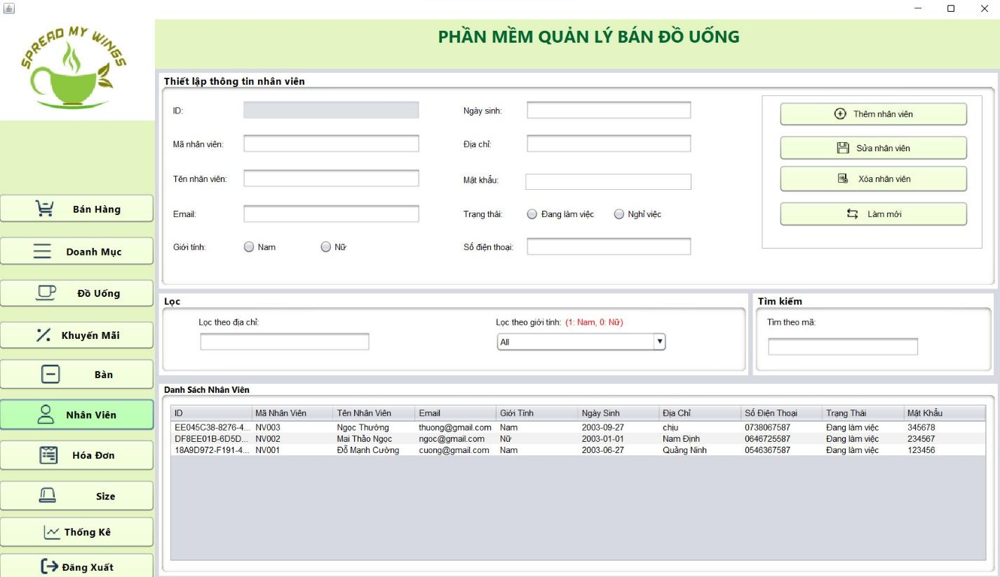 SPREAD MY WINGS
PHẦN MỀM QUẢN LÝ BÁN ĐỒ UỐNG
Bán Hàng
Doanh Mục
Đồ Uống
Khuyến Mãi
Bàn
Nhân Viên
Hóa Đơn
Size
Thống Kê
Đăng Xuất
Thiết lập thông tin nhân viên
ID:
Mã nhân viên:
Tên nhân viên:
Email:
Giới tính: Nam Nữ
Ngày sinh:
Địa chỉ:
Mật khẩu:
Trạng thái: Đang làm việc Nghỉ việc
Số điện thoại:
Thêm nhân viên
Sửa nhân viên
Xóa nhân viên
Làm mới
Lọc
Lọc theo địa chỉ:
Lọc theo giới tính: (1: Nam, 0: Nữ)
All
Tìm kiếm
Tìm theo mã:
Danh Sách Nhân Viên
ID Mã Nhân Viên Tên Nhân Viên Email Giới Tính Ngày Sinh Địa Chỉ Số Điện Thoại Trạng Thái Mật Khẩu
EE045C38-8276-4... NV003 Ngọc Thưởng thuong@gmail.com Nam 2003-09-27 chịu 0738067587 Đang làm việc 345678
DF8EE01B-6D5D... NV002 Mai Thảo Ngọc ngoc@gmail.com Nữ 2003-01-01 Nam Định 0646725587 Đang làm việc 234567
18A9D972-F191-4... NV001 Đỗ Mạnh Cường cuong@gmail.com Nam 2003-06-27 Quảng Ninh 0546367587 Đang làm việc 123456